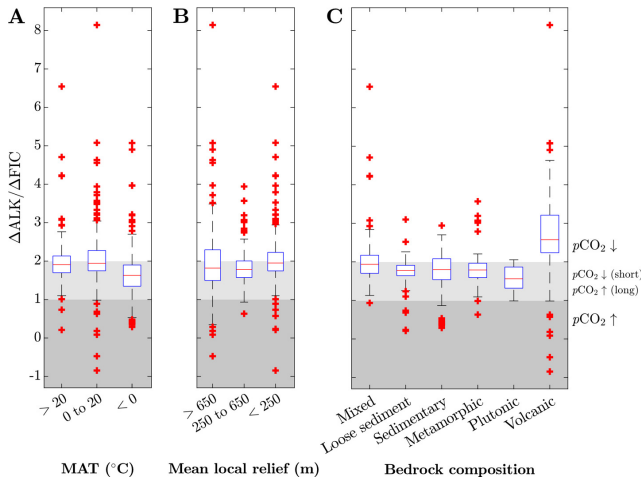 A
B
C
8
7
6
5
4
3
2
1
0
-1
ΔALK/ΔFIC
pCO₂ ↓
pCO₂ ↓ (short)
pCO₂ ↑ (long)
pCO₂ ↑
> 20
0 to 20
< 0
> 650
250 to 650
< 250
Mixed
Loose sediment
Sedimentary
Metamorphic
Plutonic
Volcanic
MAT (°C)
Mean local relief (m)
Bedrock composition